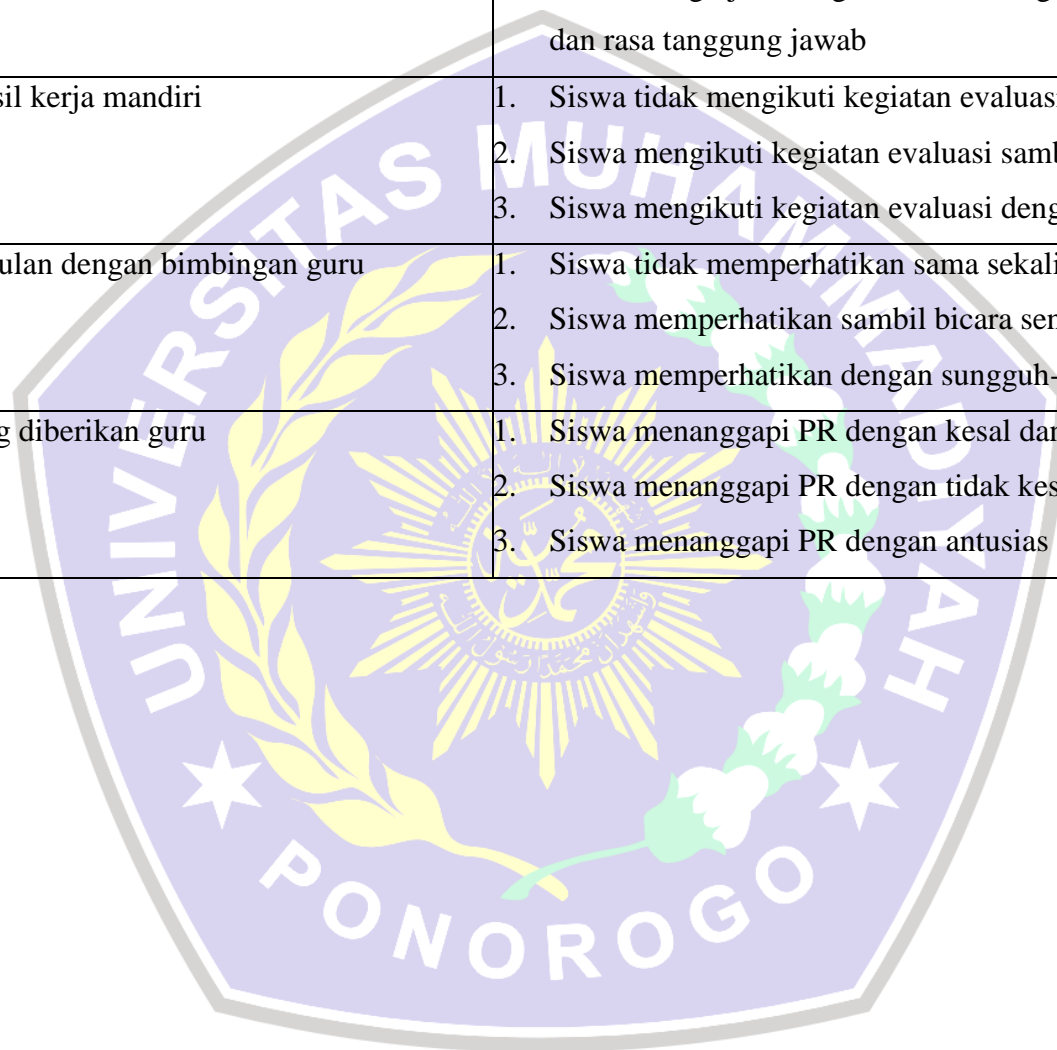 dan rasa tanggung jawab
sil kerja mandiri
1. Siswa tidak mengikuti kegiatan evaluasi
2. Siswa mengikuti kegiatan evaluasi samb
3. Siswa mengikuti kegiatan evaluasi deng
ulan dengan bimbingan guru
1. Siswa tidak memperhatikan sama sekali
2. Siswa memperhatikan sambil bicara sen
3. Siswa memperhatikan dengan sungguh-
g diberikan guru
1. Siswa menanggapi PR dengan kesal dan
2. Siswa menanggapi PR dengan tidak kes
3. Siswa menanggapi PR dengan antusias
UNIVERSITAS MUHAMMADIYAH
PONOROGO